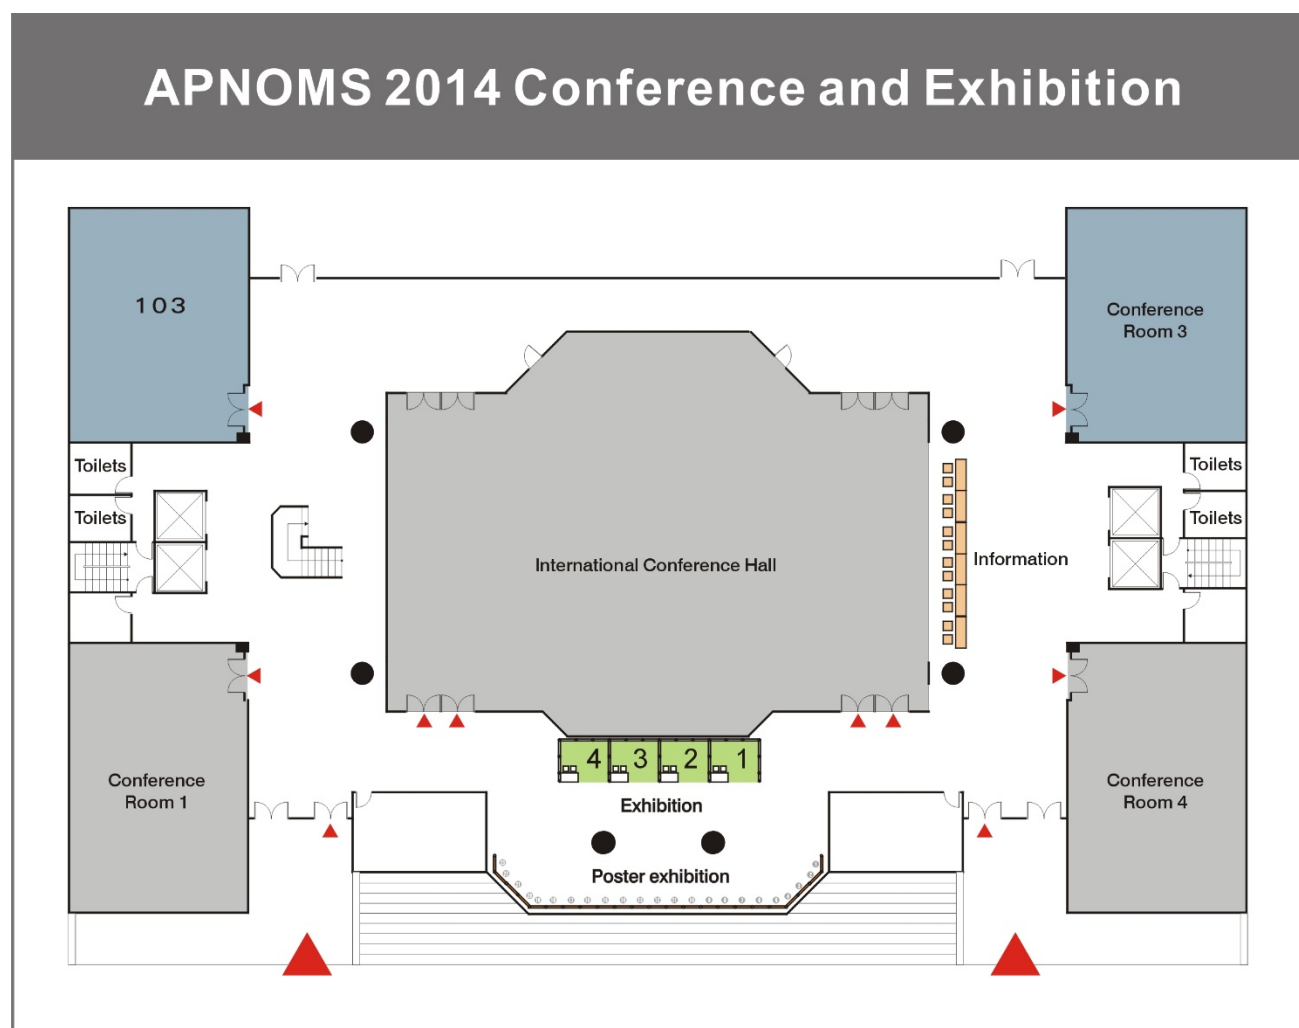 APNOMS 2014 Conference and Exhibition
103
Conference
Room 3
Toilets
Toilets
Toilets
Toilets
International Conference Hall
Information
4 3 2 1
Exhibition
Conference
Room 1
Conference
Room 4
Poster exhibition